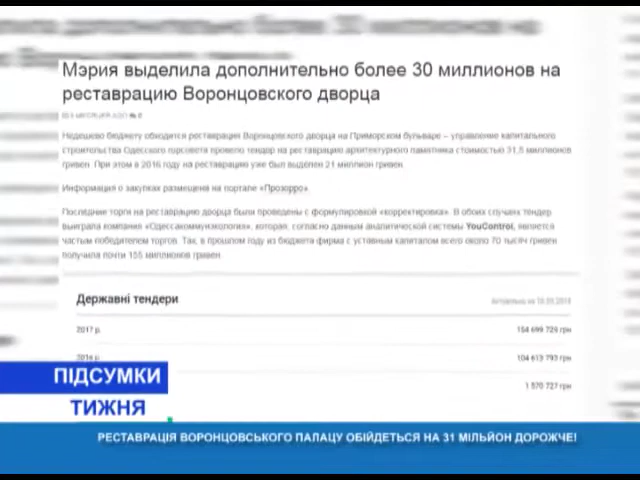 Мэрия выделила дополнительно более 30 миллионов на
реставрацию Воронцовского дворца
Недешево бюджету обходится реставрация Воронцовского дворца на Приморском бульваре – управление капитального
строительства Одесского горсовета провело тендер на реставрацию архитектурного памятника стоимостью 31,5 миллионов
гривен. При этом в 2016 году на реставрацию уже был выделен 21 миллион гривен.
Информация о закупках размещена на портале «Прозорро».
Последние торги на реставрацию дворца были проведены с формулировкой «корректировка». В обоих случаях тендер
выиграла компания «Одессакоммунэкология», которая, согласно данным аналитической системы YouControl, является
частым победителем торгов. Так, в прошлом году из бюджета фирма с уставным капиталом всего около 70 тысяч гривен
получила почти 155 миллионов гривен.
Державні тендери
Актуально на
2017 р. 154 699 729 грн
2016 р. 104 613 793 грн
1 570 727 грн
ПІДСУМКИ
ТИЖНЯ
РЕСТАВРАЦІЯ ВОРОНЦОВСЬКОГО ПАЛАЦУ ОБІЙДЕТЬСЯ НА 31 МІЛЬЙОН ДОРОЖЧЕ!